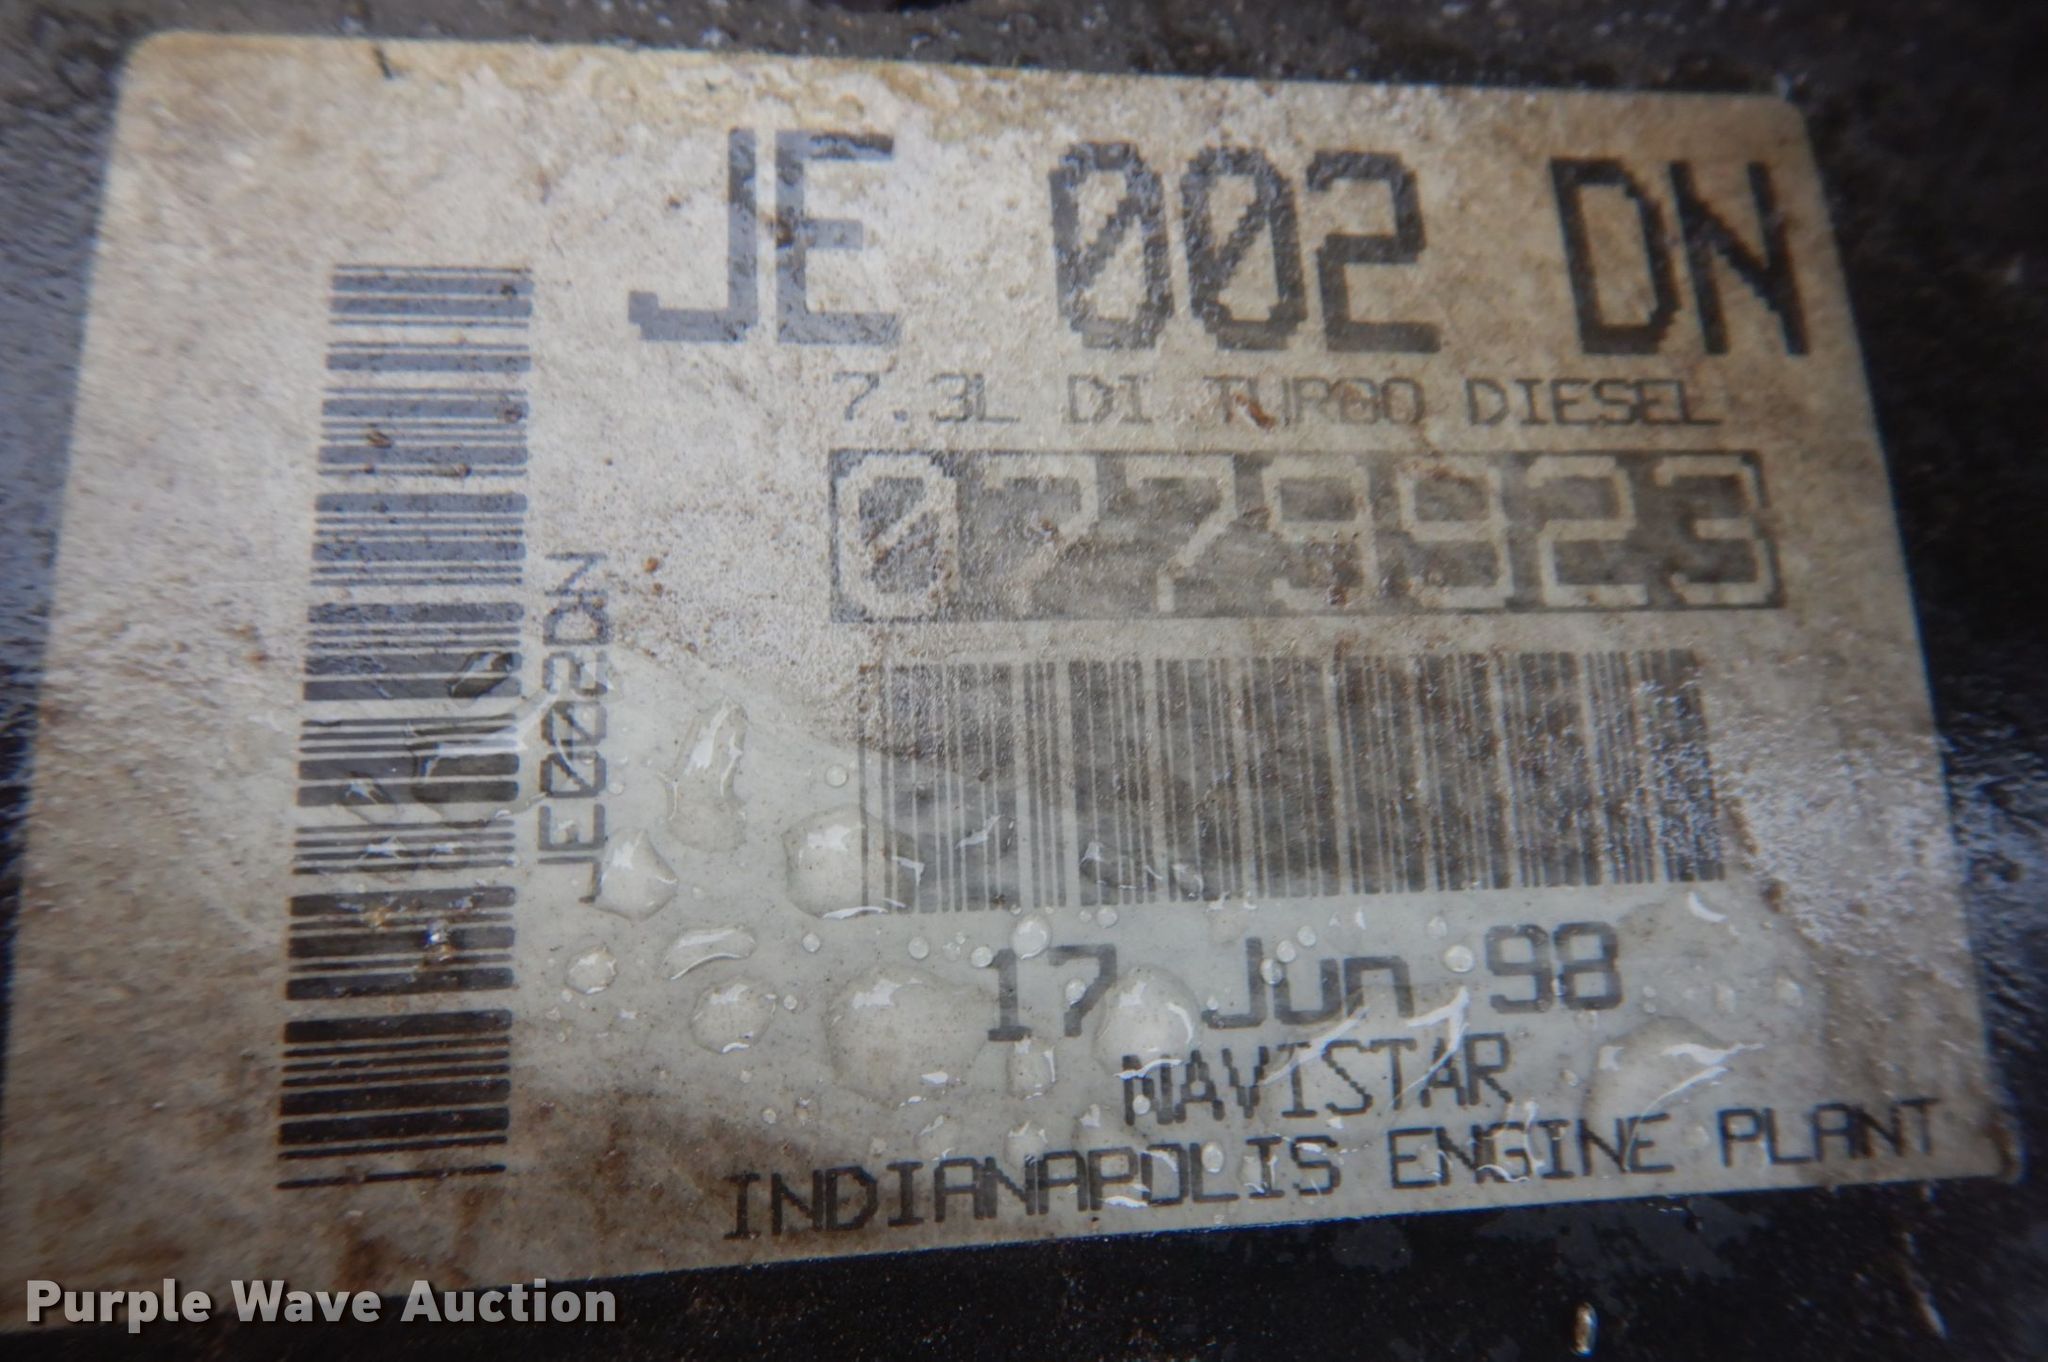 JE 002 DN
7.3L DI TURBO DIESEL
0779923
JE002DN
17 Jun 98
NAVISTAR
INDIANAPOLIS ENGINE PLANT
Purple Wave Auction